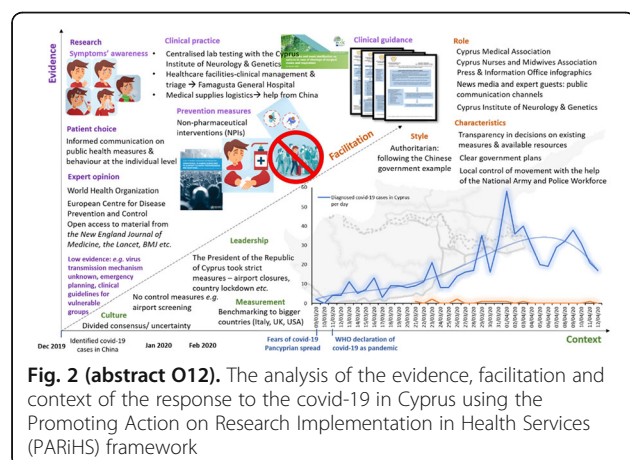 Evidence
Research
Symptoms' awareness
Clinical practice
• Centralised lab testing with the Cyprus
Institute of Neurology & Genetics
• Healthcare facilities-clinical management &
triage → Famagusta General Hospital
• Medical supplies logistics→ help from China
Prevention measures
Non-pharmaceutical
interventions (NPIs)
Clinical guidance
Role
Cyprus Medical Association
Cyprus Nurses and Midwives Association
Press & Information Office infographics
News media and expert guests: public
communication channels
Cyprus Institute of Neurology & Genetics
Characteristics
Transparency in decisions on existing
measures & available resources
Clear government plans
Local control of movement with the help
of the National Army and Police Workforce
Style
Authoritarian:
following the Chinese
government example
Facilitation
Patient choice
Informed communication on
public health measures &
behaviour at the individual level
Expert opinion
World Health Organization
European Centre for Disease
Prevention and Control
Open access to material from
the New England Journal of
Medicine, the Lancet, BMJ etc.
Low evidence: e.g. virus
transmission mechanism
unknown, emergency
planning, clinical
guidelines for
vulnerable
groups
Leadership
The President of the Republic
of Cyprus took strict
measures – airport closures,
country lockdown etc.
No control measures e.g.
airport screening
Culture
Divided consensus/ uncertainty
Measurement
Benchmarking to bigger
countries (Italy, UK, USA)
Diagnosed covid-19 cases in Cyprus
per day
60
50
40
30
20
10
0
Dec 2019
Identified covid-19
cases in China
Jan 2020
Feb 2020
Fears of covid-19
Pancyprian spread
WHO declaration of
covid-19 as pandemic
Context
Fig. 2 (abstract O12). The analysis of the evidence, facilitation and
context of the response to the covid-19 in Cyprus using the
Promoting Action on Research Implementation in Health Services
(PARiHS) framework